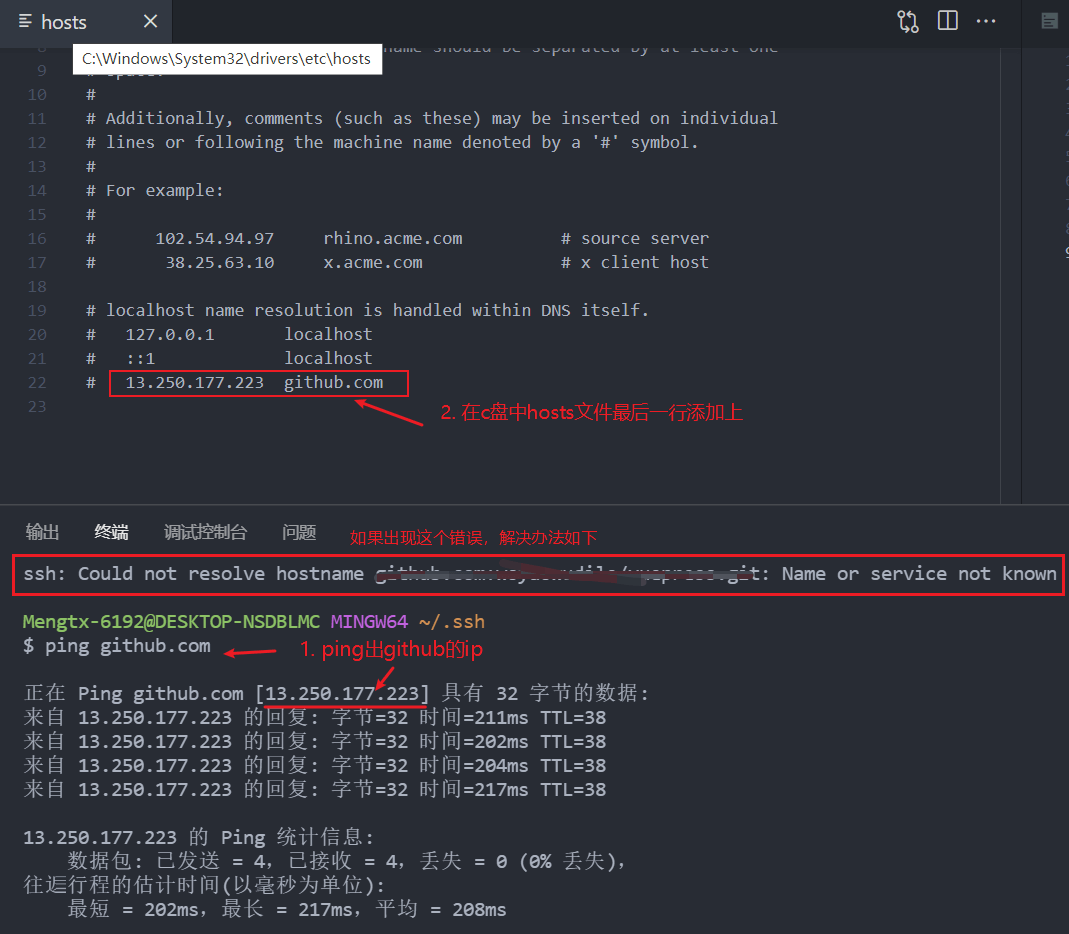 hosts
C:\Windows\System32\drivers\etc\hosts
name should be separated by at least one
9 # space.
10 #
11 # Additionally, comments (such as these) may be inserted on individual
12 # lines or following the machine name denoted by a '#' symbol.
13 #
14 # For example:
15 #
16 # 102.54.94.97 rhino.acme.com # source server
17 # 38.25.63.10 x.acme.com # x client host
18
19 # localhost name resolution is handled within DNS itself.
20 # 127.0.0.1 localhost
21 # ::1 localhost
22 # 13.250.177.223 github.com
23
2. 在c盘中hosts文件最后一行添加上
输出 终端 调试控制台 问题
如果出现这个错误，解决办法如下
ssh: Could not resolve hostname : Name or service not known
Mengtx-6192@DESKTOP-NSDBLMC MINGW64 ~/.ssh
$ ping github.com
1. ping出github的ip
正在 Ping github.com [13.250.177.223] 具有 32 字节的数据:
来自 13.250.177.223 的回复: 字节=32 时间=211ms TTL=38
来自 13.250.177.223 的回复: 字节=32 时间=202ms TTL=38
来自 13.250.177.223 的回复: 字节=32 时间=204ms TTL=38
来自 13.250.177.223 的回复: 字节=32 时间=217ms TTL=38
13.250.177.223 的 Ping 统计信息:
数据包: 已发送 = 4，已接收 = 4，丢失 = 0 (0% 丢失)，
往返行程的估计时间(以毫秒为单位):
最短 = 202ms，最长 = 217ms，平均 = 208ms